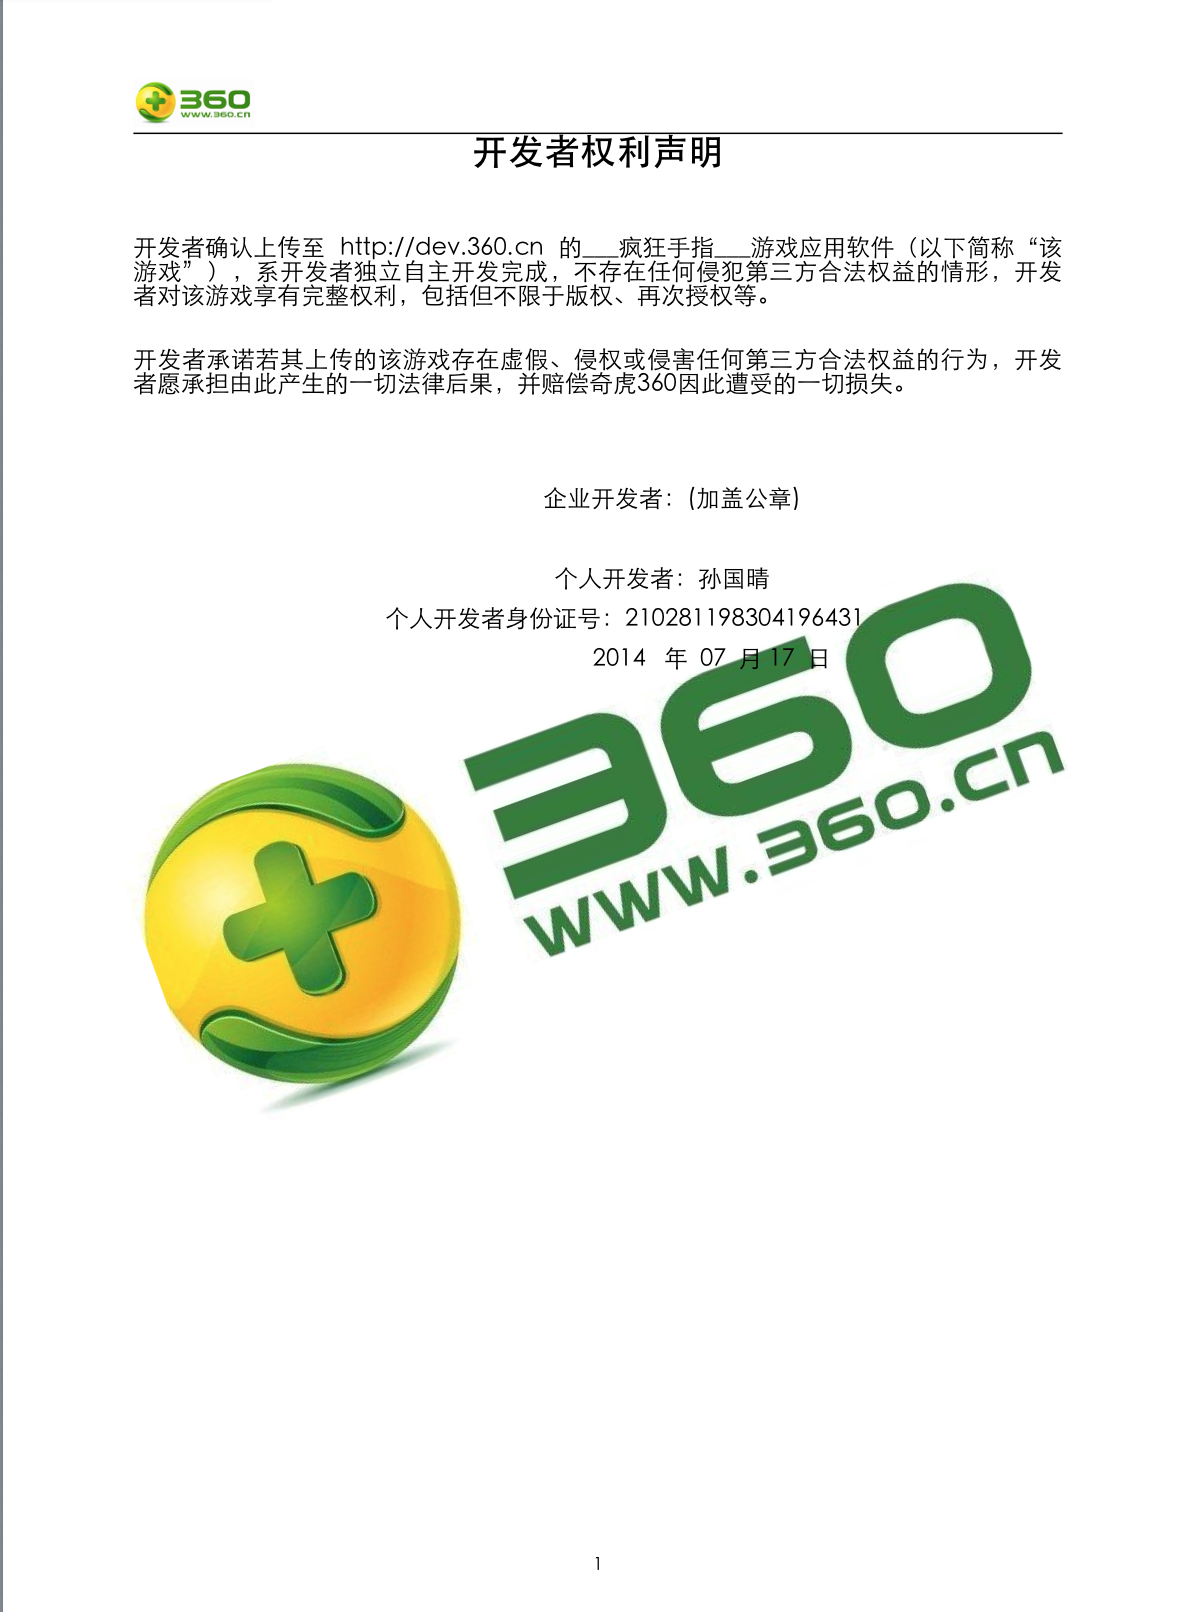 360
www.360.cn
开发者权利声明
开发者确认上传至 http://dev.360.cn 的___疯狂手指___游戏应用软件（以下简称“该
游戏”），系开发者独立自主开发完成，不存在任何侵犯第三方合法权益的情形，开发
者对该游戏享有完整权利，包括但不限于版权、再次授权等。
开发者承诺若其上传的该游戏存在虚假、侵权或侵害任何第三方合法权益的行为，开发
者愿承担由此产生的一切法律后果，并赔偿奇虎360因此遭受的一切损失。
企业开发者：(加盖公章)
个人开发者：孙国晴
个人开发者身份证号：210281198304196431
2014 年 07 月 17 日
360
www.360.cn
1